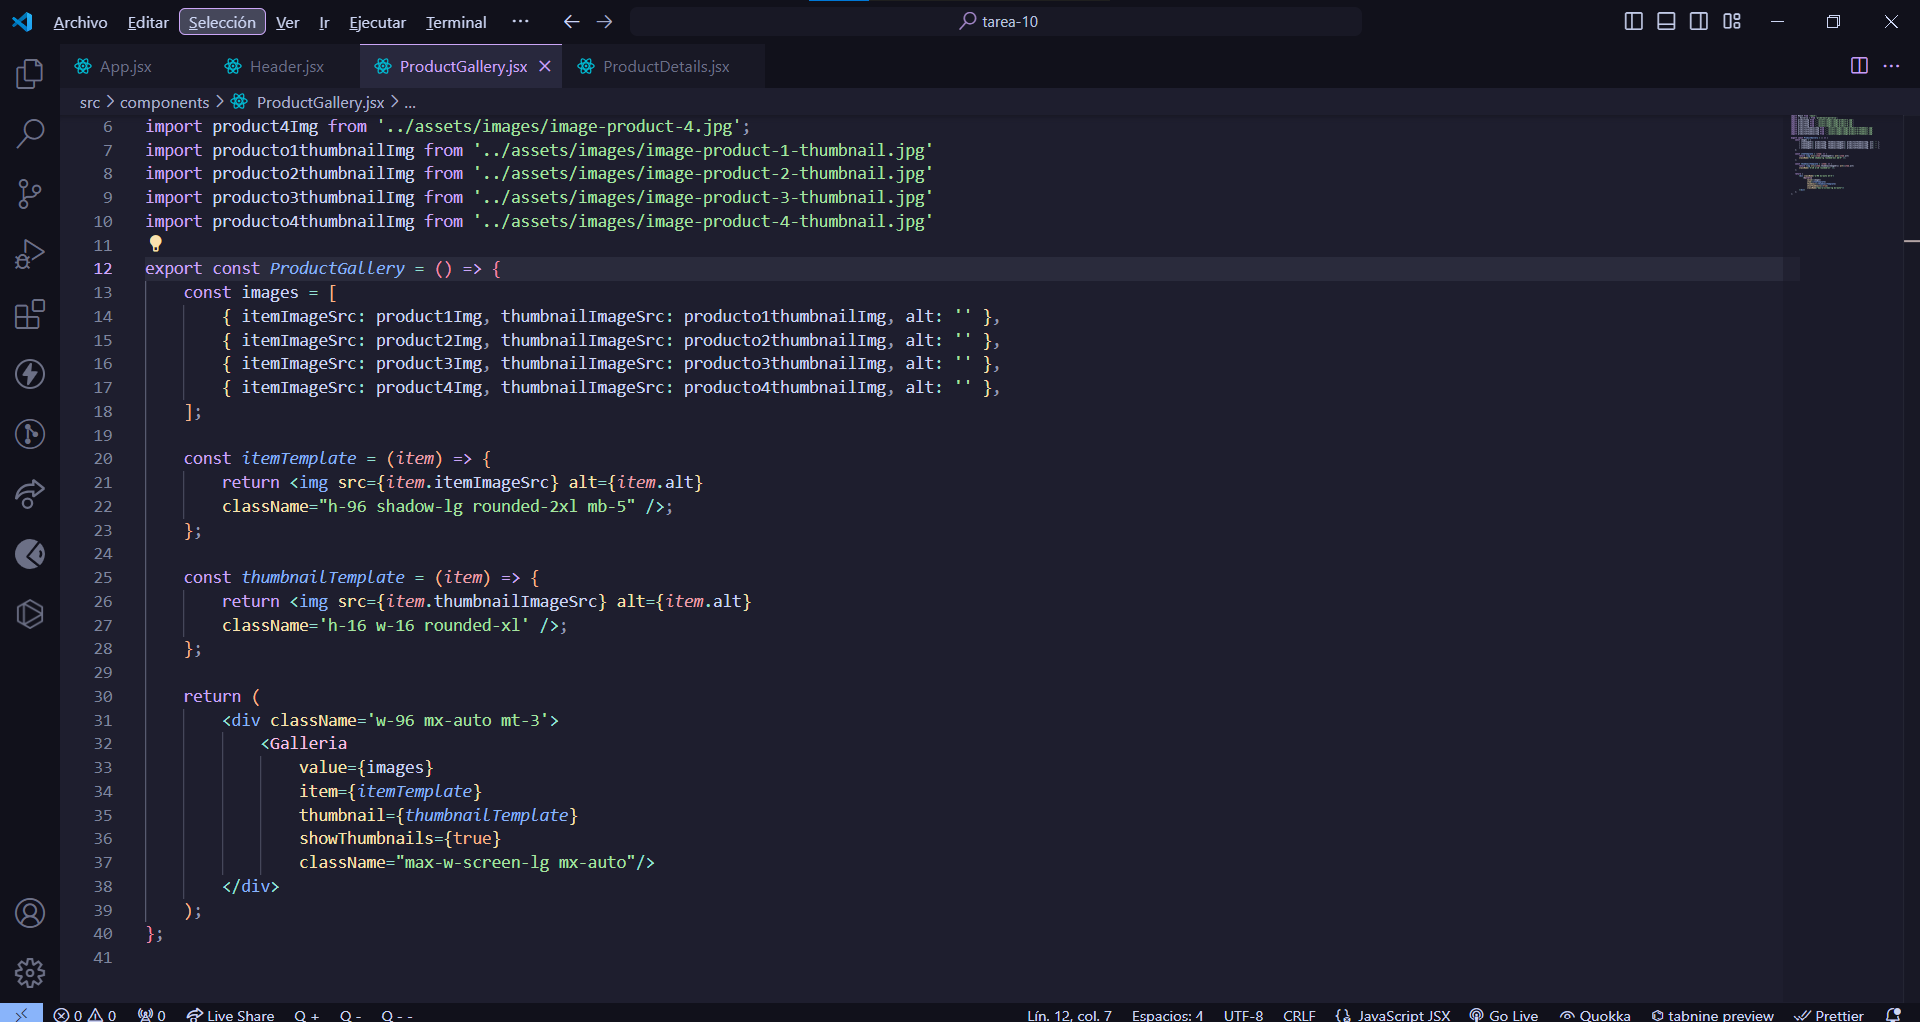 Archivo Editar Selección Ver Ir Ejecutar Terminal ··· tarea-10
App.jsx Header.jsx ProductGallery.jsx ProductDetails.jsx
src > components > ProductGallery.jsx > ...
6 import product4Img from '../assets/images/image-product-4.jpg';
7 import producto1thumbnailImg from '../assets/images/image-product-1-thumbnail.jpg'
8 import producto2thumbnailImg from '../assets/images/image-product-2-thumbnail.jpg'
9 import producto3thumbnailImg from '../assets/images/image-product-3-thumbnail.jpg'
10 import producto4thumbnailImg from '../assets/images/image-product-4-thumbnail.jpg'
11
12 export const ProductGallery = () => {
13 const images = [
14 { itemImageSrc: product1Img, thumbnailImageSrc: producto1thumbnailImg, alt: '' },
15 { itemImageSrc: product2Img, thumbnailImageSrc: producto2thumbnailImg, alt: '' },
16 { itemImageSrc: product3Img, thumbnailImageSrc: producto3thumbnailImg, alt: '' },
17 { itemImageSrc: product4Img, thumbnailImageSrc: producto4thumbnailImg, alt: '' },
18 ];
19
20 const itemTemplate = (item) => {
21 return <img src={item.itemImageSrc} alt={item.alt}
22 className="h-96 shadow-lg rounded-2xl mb-5" />;
23 };
24
25 const thumbnailTemplate = (item) => {
26 return <img src={item.thumbnailImageSrc} alt={item.alt}
27 className='h-16 w-16 rounded-xl' />;
28 };
29
30 return (
31 <div className='w-96 mx-auto mt-3'>
32 <Galleria
33 value={images}
34 item={itemTemplate}
35 thumbnail={thumbnailTemplate}
36 showThumbnails={true}
37 className="max-w-screen-lg mx-auto"/>
38 </div>
39 );
40 };
41
0 0 0 Live Share Q + Q - Q - - Lín. 12, col. 7 Espacios: 4 UTF-8 CRLF {} JavaScript JSX Go Live Quokka tabnine preview Prettier